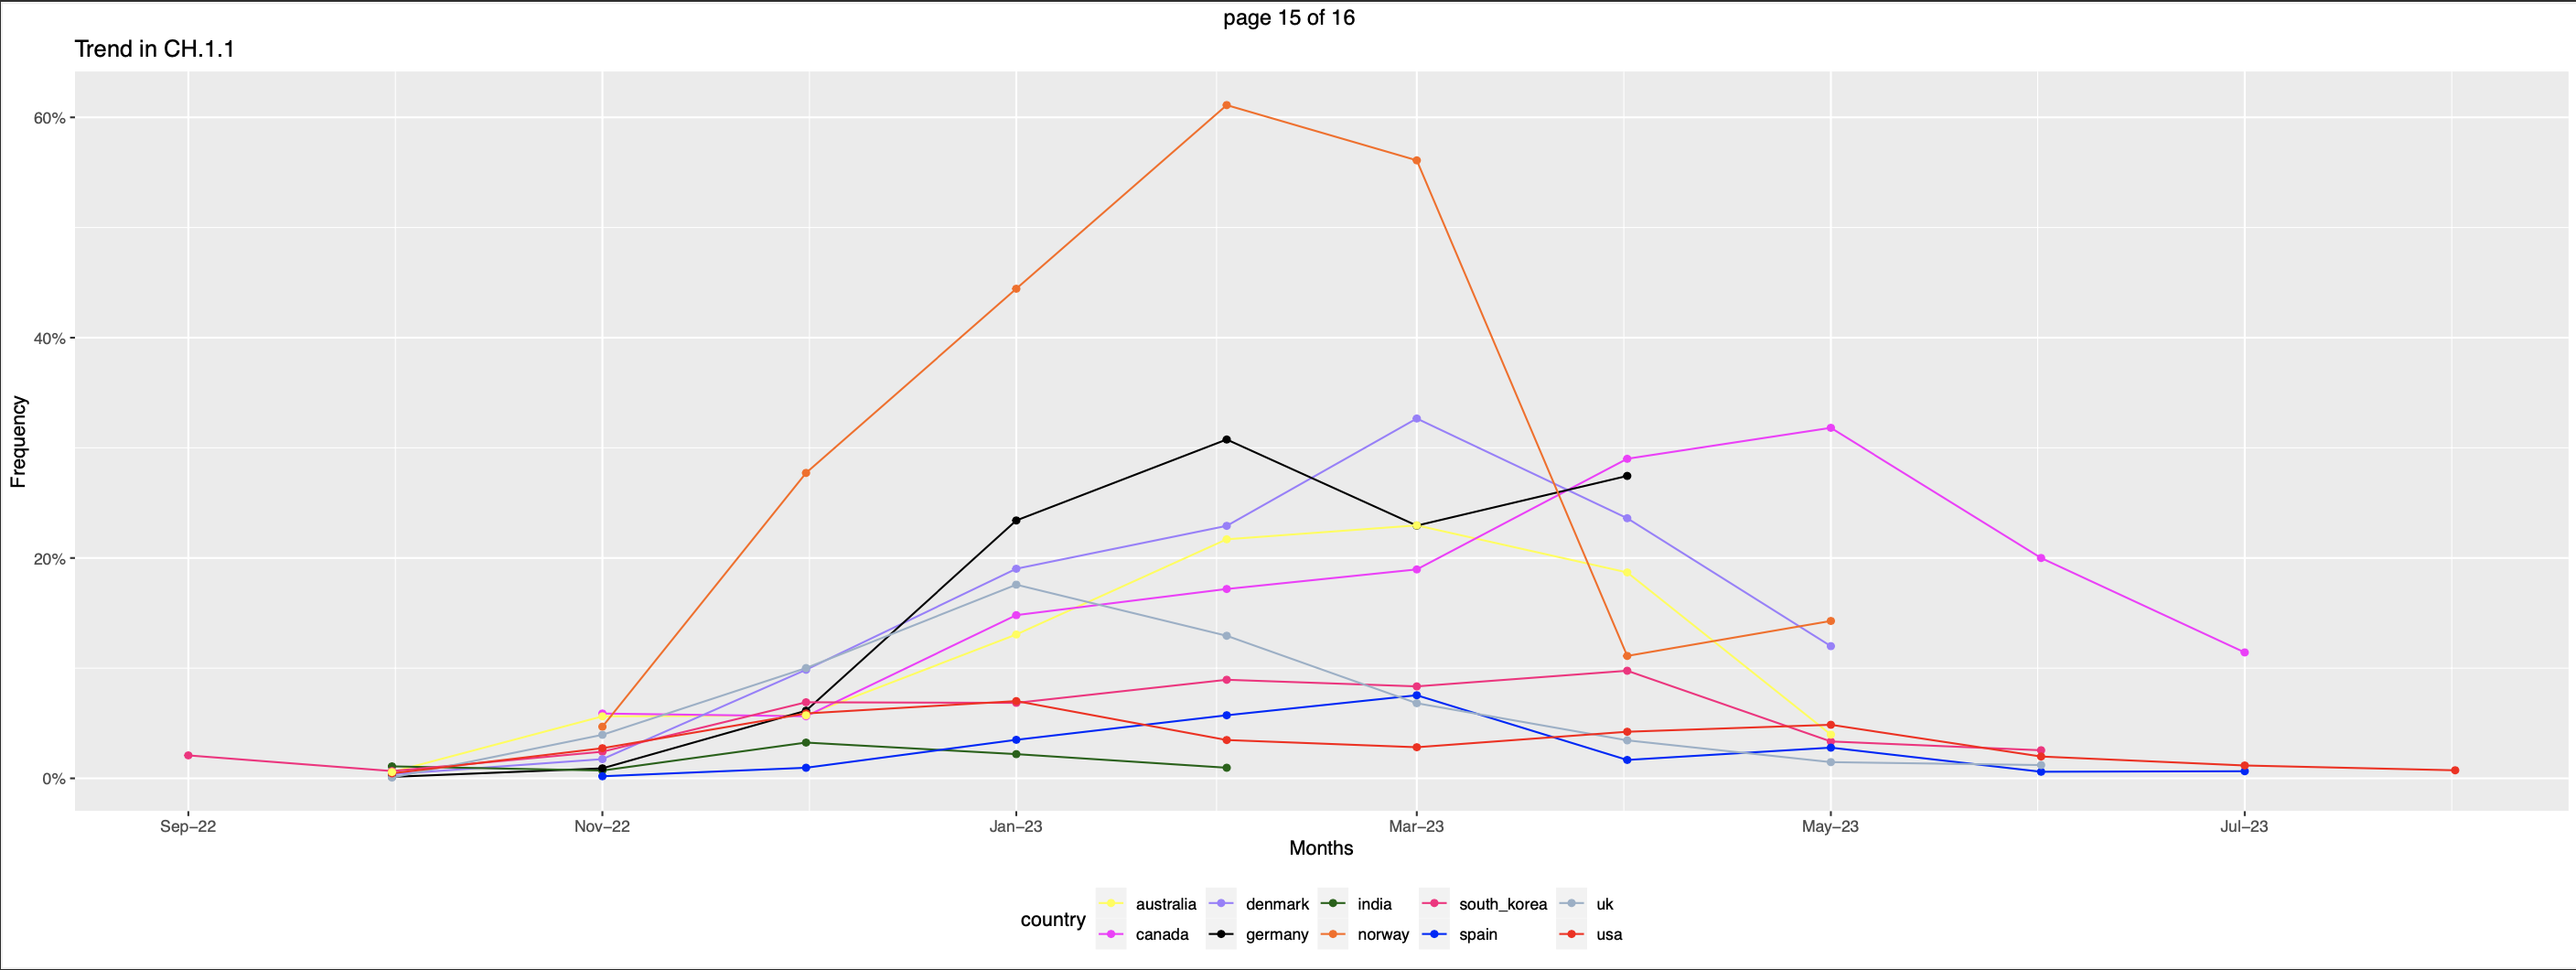 page 15 of 16
Trend in CH.1.1
60%
40%
20%
0%
Frequency
Sep-22 Nov-22 Jan-23 Mar-23 May-23 Jul-23
Months
country
australia denmark india south_korea uk
canada germany norway spain usa